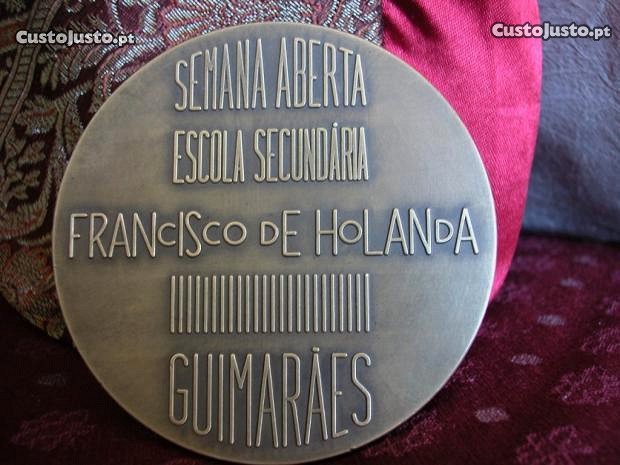 CustoJusto.pt
CustoJusto.pt
SEMANA ABERTA
ESCOLA SECUNDÁRIA
FRANcISco DE HoLANDA
GUIMARÃES